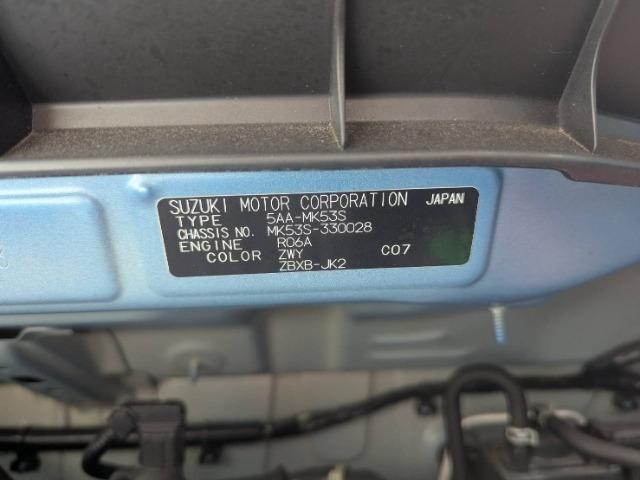 SUZUKI MOTOR CORPORATION JAPAN
TYPE 5AA-MK53S
CHASSIS NO. MK53S-330028
ENGINE R06A
COLOR ZWY C07
ZBXB-JK2